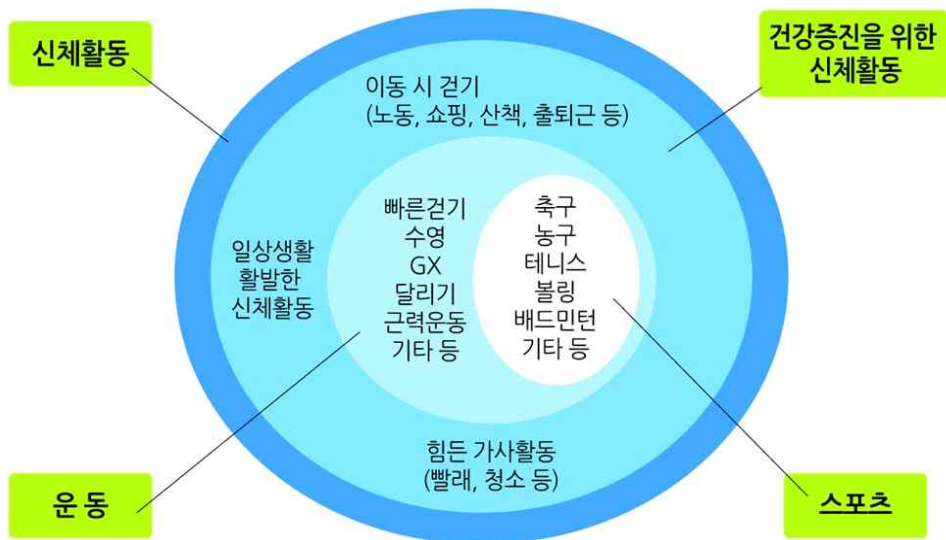 신체활동
건강증진을 위한
신체활동
이동 시 걷기
(노동, 쇼핑, 산책, 출퇴근 등)
일상생활
활발한
신체활동
빠른걷기
수영
GX
달리기
근력운동
기타 등
축구
농구
테니스
볼링
배드민턴
기타 등
힘든 가사활동
(빨래, 청소 등)
운 동
스포츠